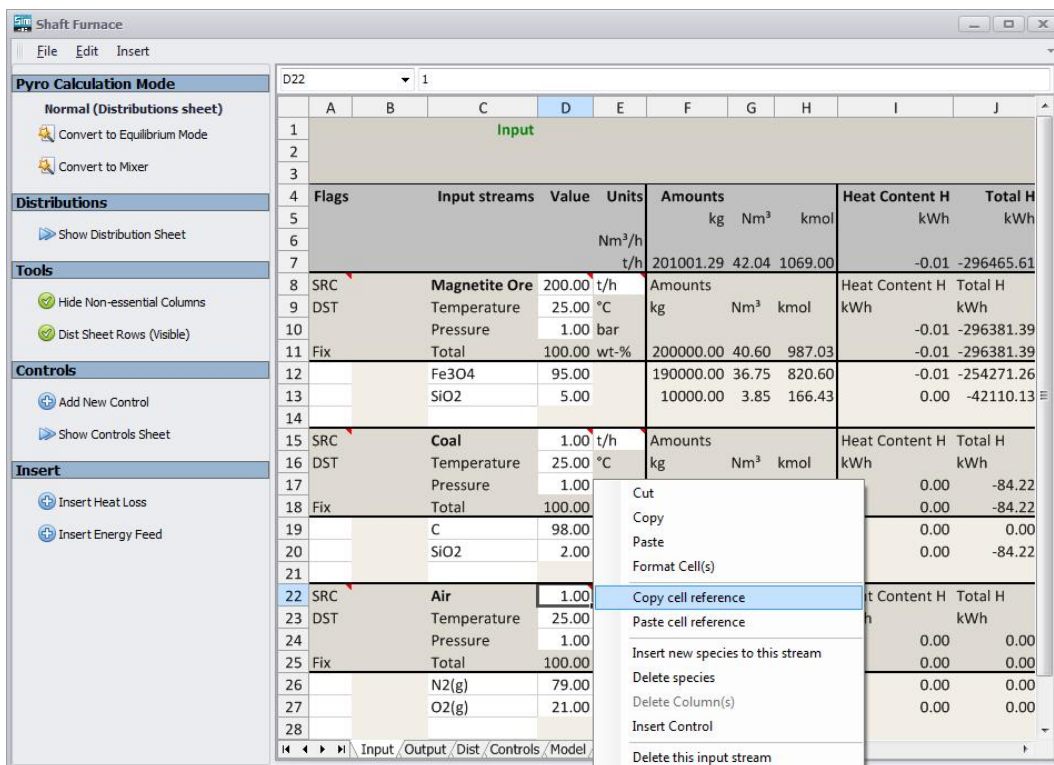 Sim
Shaft Furnace
File Edit Insert
Pyro Calculation Mode
Normal (Distributions sheet)
Convert to Equilibrium Mode
Convert to Mixer
Distributions
Show Distribution Sheet
Tools
Hide Non-essential Columns
Dist Sheet Rows (Visible)
Controls
Add New Control
Show Controls Sheet
Insert
Insert Heat Loss
Insert Energy Feed
D22 1
A B C D E F G H I J
1 Input
2
3
4 Flags Input streams Value Units Amounts Heat Content H Total H
5 kg Nm³ kmol kWh kWh
6 Nm³/h
7 t/h 201001.29 42.04 1069.00 -0.01 -296465.61
8 SRC Magnetite Ore 200.00 t/h Amounts Heat Content H Total H
9 DST Temperature 25.00 °C kg Nm³ kmol kWh kWh
10 Pressure 1.00 bar -0.01 -296381.39
11 Fix Total 100.00 wt-% 200000.00 40.60 987.03 -0.01 -296381.39
12 Fe3O4 95.00 190000.00 36.75 820.60 -0.01 -254271.26
13 SiO2 5.00 10000.00 3.85 166.43 0.00 -42110.13
14
15 SRC Coal 1.00 t/h Amounts Heat Content H Total H
16 DST Temperature 25.00 °C kg Nm³ kmol kWh kWh
17 Pressure 1.00 0.00 -84.22
18 Fix Total 100.00 0.00 -84.22
19 C 98.00 0.00 0.00
20 SiO2 2.00 0.00 -84.22
21
22 SRC Air 1.00 t Content H Total H
23 DST Temperature 25.00 h kWh
24 Pressure 1.00 0.00 0.00
25 Fix Total 100.00 0.00 0.00
26 N2(g) 79.00 0.00 0.00
27 O2(g) 21.00 0.00 0.00
28
Cut
Copy
Paste
Format Cell(s)
Copy cell reference
Paste cell reference
Insert new species to this stream
Delete species
Delete Column(s)
Insert Control
Delete this input stream
Input Output Dist Controls Model